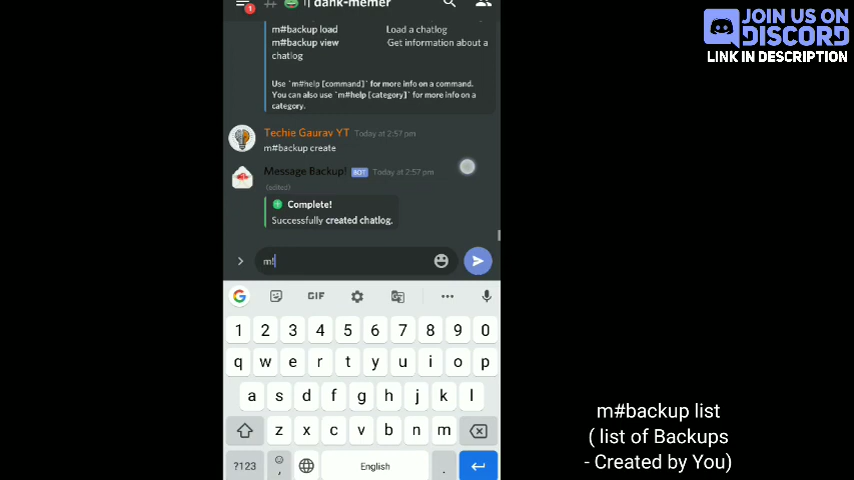 # | dank-memer
1
m#backup load Load a chatlog
m#backup view Get information about a
chatlog
Use `m#help [command]` for more info on a command.
You can also use `m#help [category]` for more info on a
category.
Techie Gaurav YT Today at 2:57 pm
m#backup create
Message Backup! BOT Today at 2:57 pm
(edited)
Complete!
Successfully created chatlog.
m!
G GIF
1 2 3 4 5 6 7 8 9 0
q w e r t y u i o p
a s d f g h j k l
z x c v b n m
?123 , English .
JOIN US ON
DISCORD
LINK IN DESCRIPTION
m#backup list
( list of Backups
- Created by You)